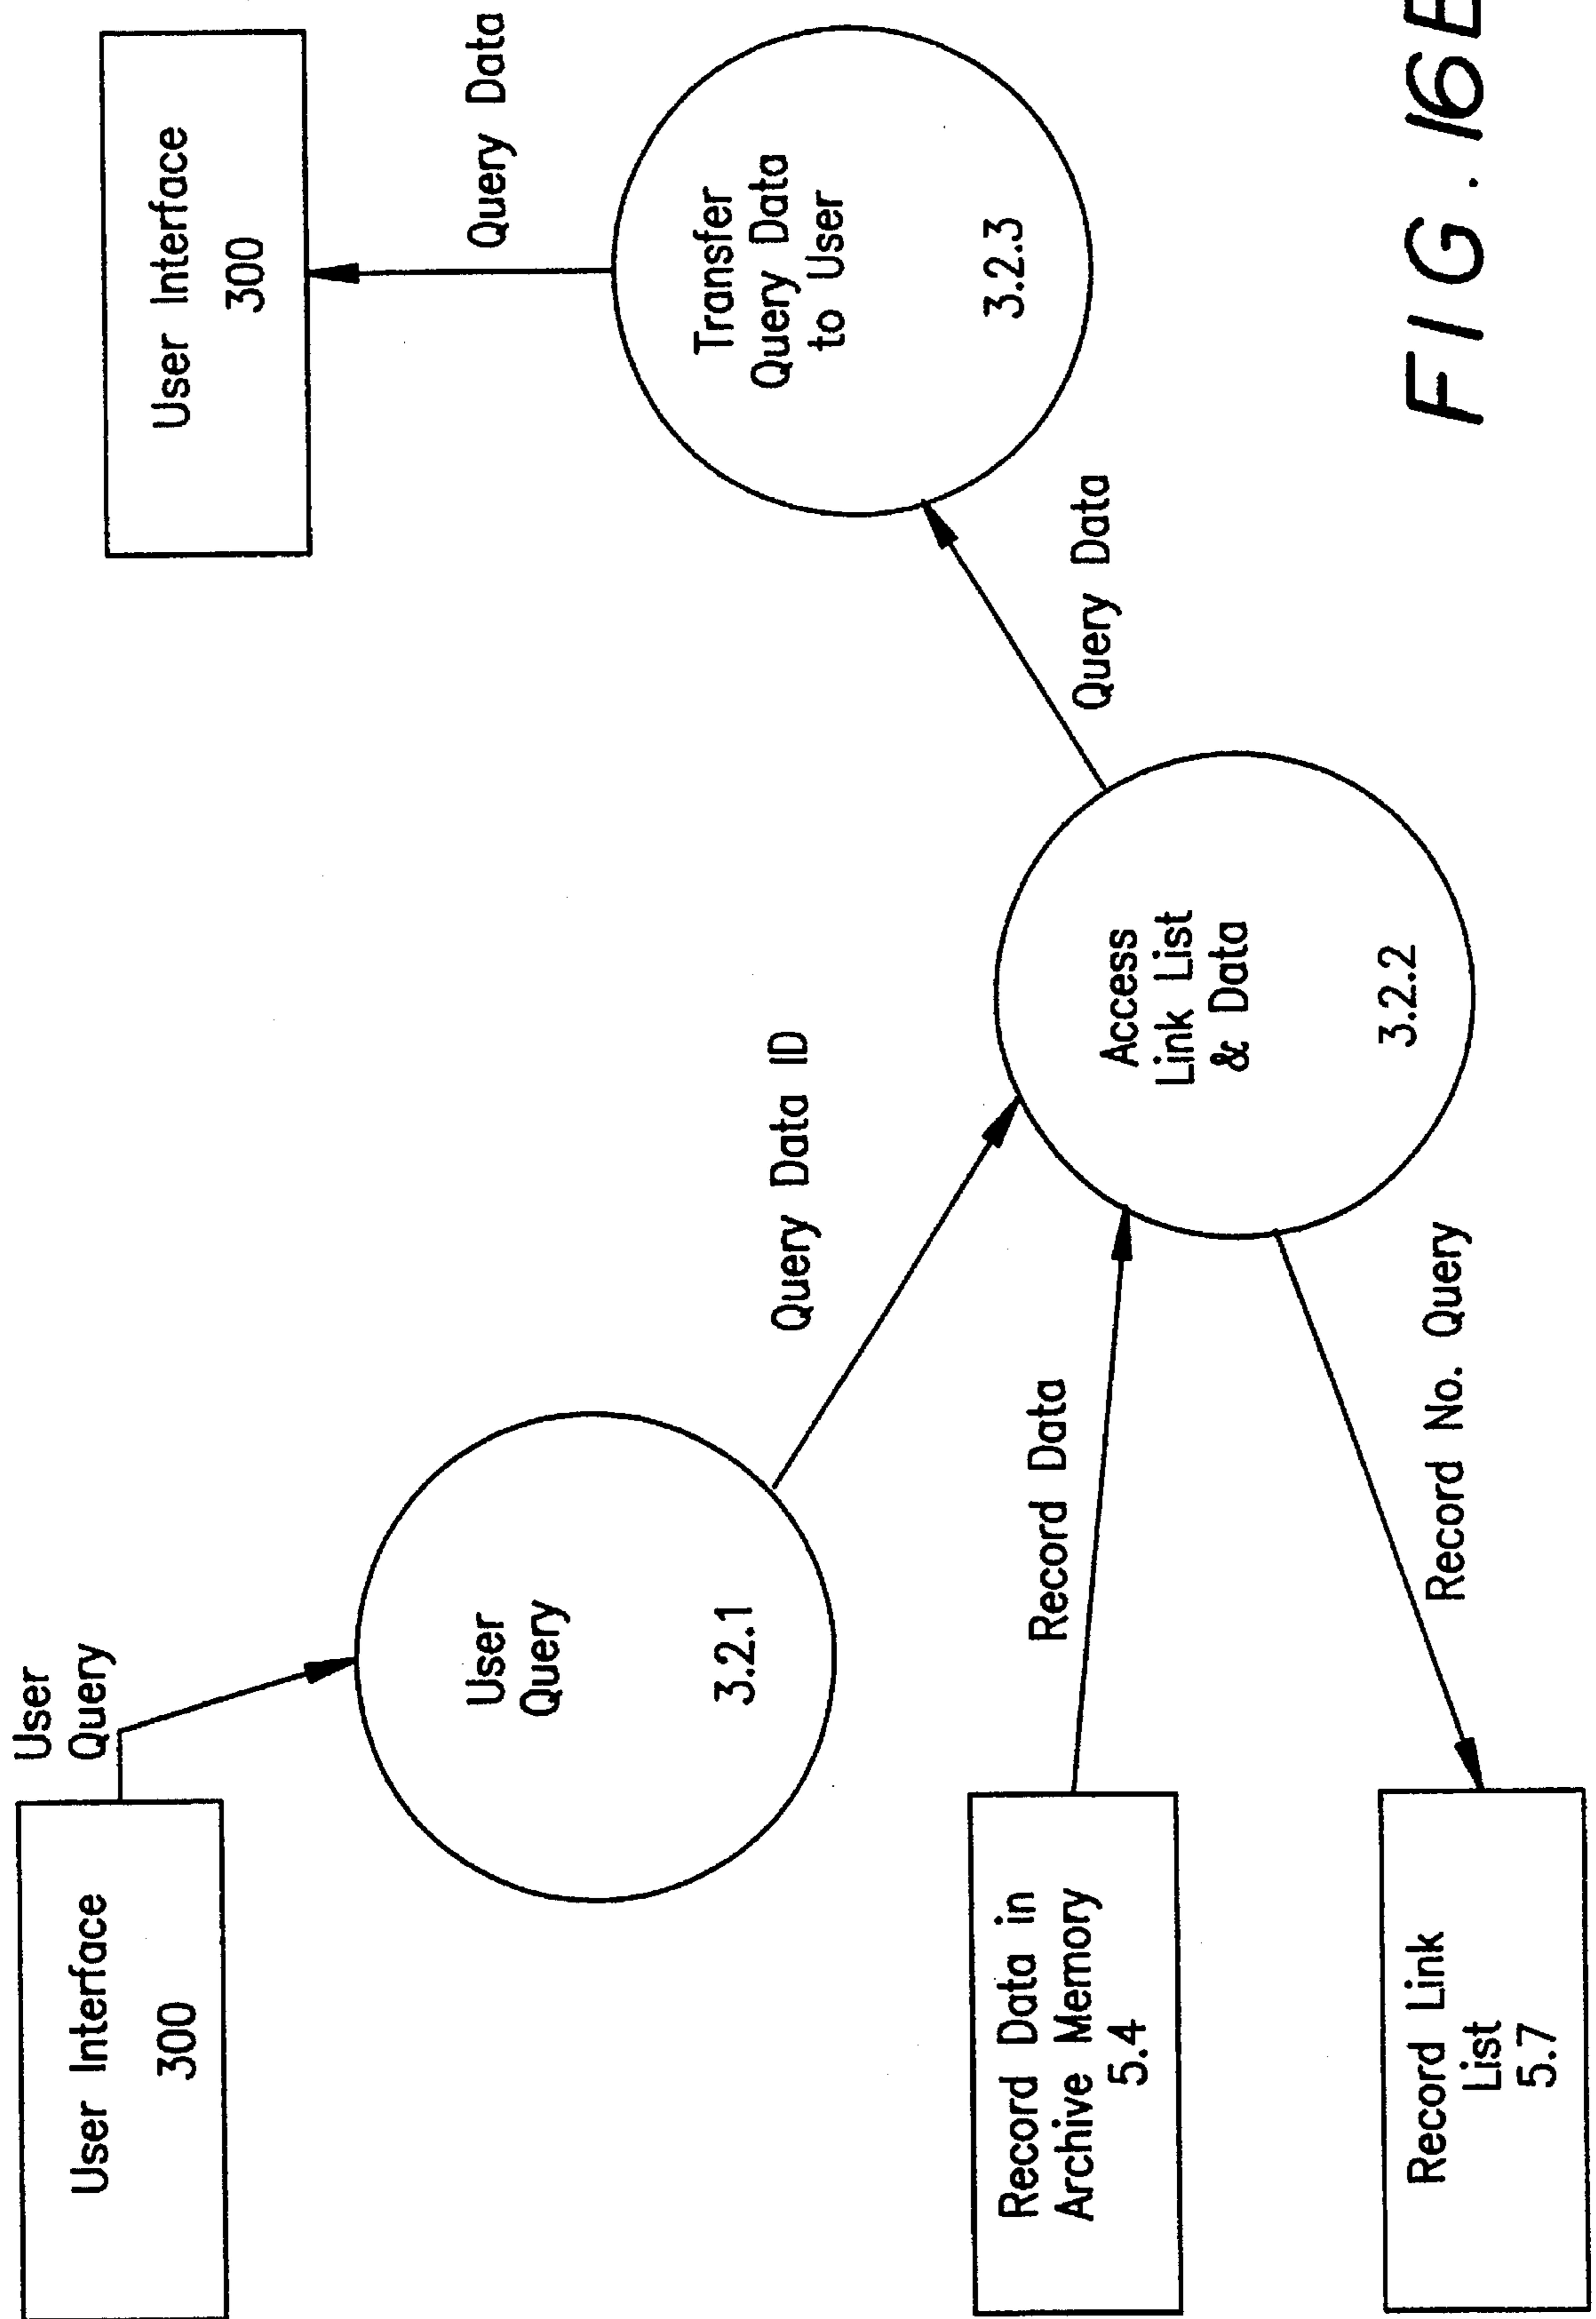 User Interface
300
User
Query
User
Query
3.2.1
Query Data ID
Record Data in
Archive Memory
5.4
Record Data
Record Link
List
5.7
Record No. Query
Access
Link List
& Data
3.2.2
Query Data
Transfer
Query Data
to User
3.2.3
Query Data
User Interface
300
FIG. 16E